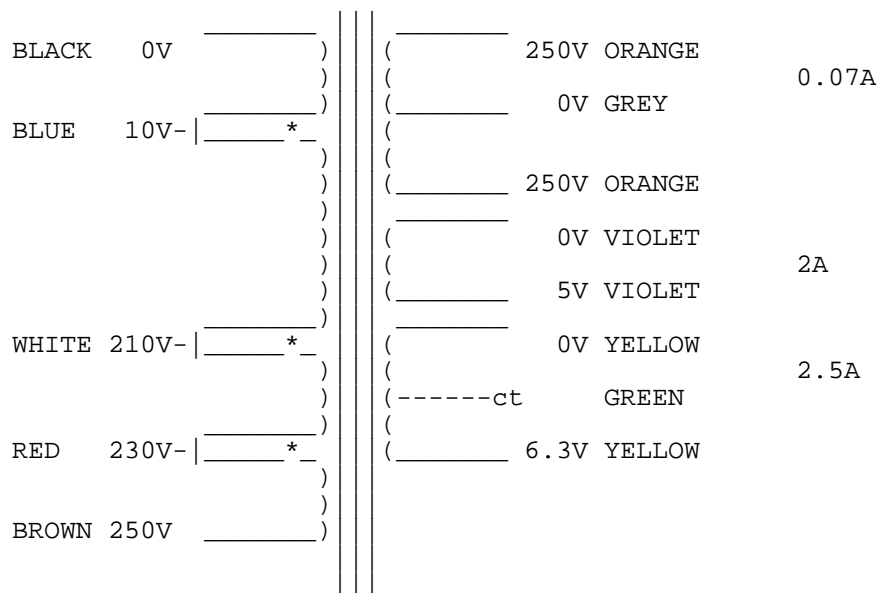 BLACK 0V 250V ORANGE
0.07A
0V GREY
BLUE 10V
250V ORANGE
0V VIOLET
2A
5V VIOLET
WHITE 210V 0V YELLOW
2.5A
ct GREEN
RED 230V 6.3V YELLOW
BROWN 250V